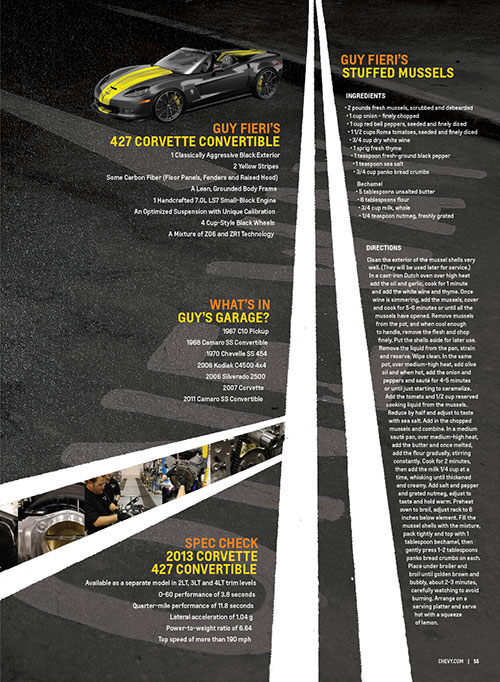 GUY FIERI'S
427 CORVETTE CONVERTIBLE
1 Classically Aggressive Black Exterior
2 Yellow Stripes
Some Carbon Fiber (Floor Panels, Fenders and Raised Hood)
A Lean, Grounded Body Frame
1 Handcrafted 7.0L LS7 Small-Block Engine
An Optimized Suspension with Unique Calibration
4 Cup-Style Black Wheels
A Mixture of Z06 and ZR1 Technology
WHAT'S IN
GUY'S GARAGE?
1967 C10 Pickup
1968 Camaro SS Convertible
1970 Chevelle SS 454
2006 Kodiak C4500 4x4
2006 Silverado 2500
2007 Corvette
2011 Camaro SS Convertible
SPEC CHECK
2013 CORVETTE
427 CONVERTIBLE
Available as a separate model in 2LT, 3LT and 4LT trim levels
0-60 performance of 3.8 seconds
Quarter-mile performance of 11.8 seconds
Lateral acceleration of 1.04 g
Power-to-weight ratio of 6.64
Top speed of more than 190 mph
GUY FIERI'S
STUFFED MUSSELS
INGREDIENTS
• 2 pounds fresh mussels, scrubbed and debearded
• 1 cup onion - finely chopped
• 1 cup red bell peppers, seeded and finely diced
• 1 1/2 cups Roma tomatoes, seeded and finely diced
• 3/4 cup dry white wine
• 1 sprig fresh thyme
• 1 teaspoon fresh-ground black pepper
• 1 teaspoon sea salt
• 3/4 cup panko bread crumbs
Bechamel
• 5 tablespoons unsalted butter
• 6 tablespoons flour
• 3/4 cup milk, whole
• 1/4 teaspoon nutmeg, freshly grated
DIRECTIONS
Clean the exterior of the mussel shells very
well. (They will be used later for service.)
In a cast-iron Dutch oven over high heat
add the oil and garlic, cook for 1 minute
and add the white wine and thyme. Once
wine is simmering, add the mussels, cover
and cook for 5-6 minutes or until all the
mussels have opened. Remove mussels
from the pot, and when cool enough
to handle, remove the flesh and chop
finely. Put the shells aside for later use.
Remove the liquid from the pan, strain
and reserve. Wipe clean. In the same
pot, over medium-high heat, add olive
oil and when hot, add the onion and
peppers and sauté for 4-5 minutes
or until just starting to caramelize.
Add the tomato and 1/2 cup reserved
cooking liquid from the mussels.
Reduce by half and adjust to taste
with sea salt. Add in the chopped
mussels and combine. In a medium
sauté pan, over medium-high heat,
add the butter and once melted,
add the flour gradually, stirring
constantly. Cook for 2 minutes,
then add the milk 1/4 cup at a
time, whisking until thickened
and creamy. Add salt and pepper
and grated nutmeg, adjust to
taste and hold warm. Preheat
oven to broil, adjust rack to 6
inches below element. Fill the
mussel shells with the mixture,
pack tightly and top with 1
tablespoon bechamel, then
gently press 1-2 tablespoons
panko bread crumbs on each.
Place under broiler and
broil until golden brown and
bubbly, about 2-3 minutes,
carefully watching to avoid
burning. Arrange on a
serving platter and serve
hot with a squeeze
of lemon.
CHEVY.COM | 35